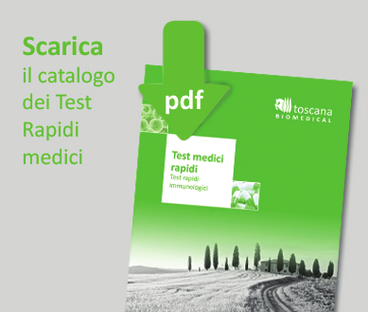 Scarica
il catalogo
dei Test
Rapidi
medici
pdf
toscana
BIOMEDICAL
Test medici
rapidi
Test rapidi
immunologici